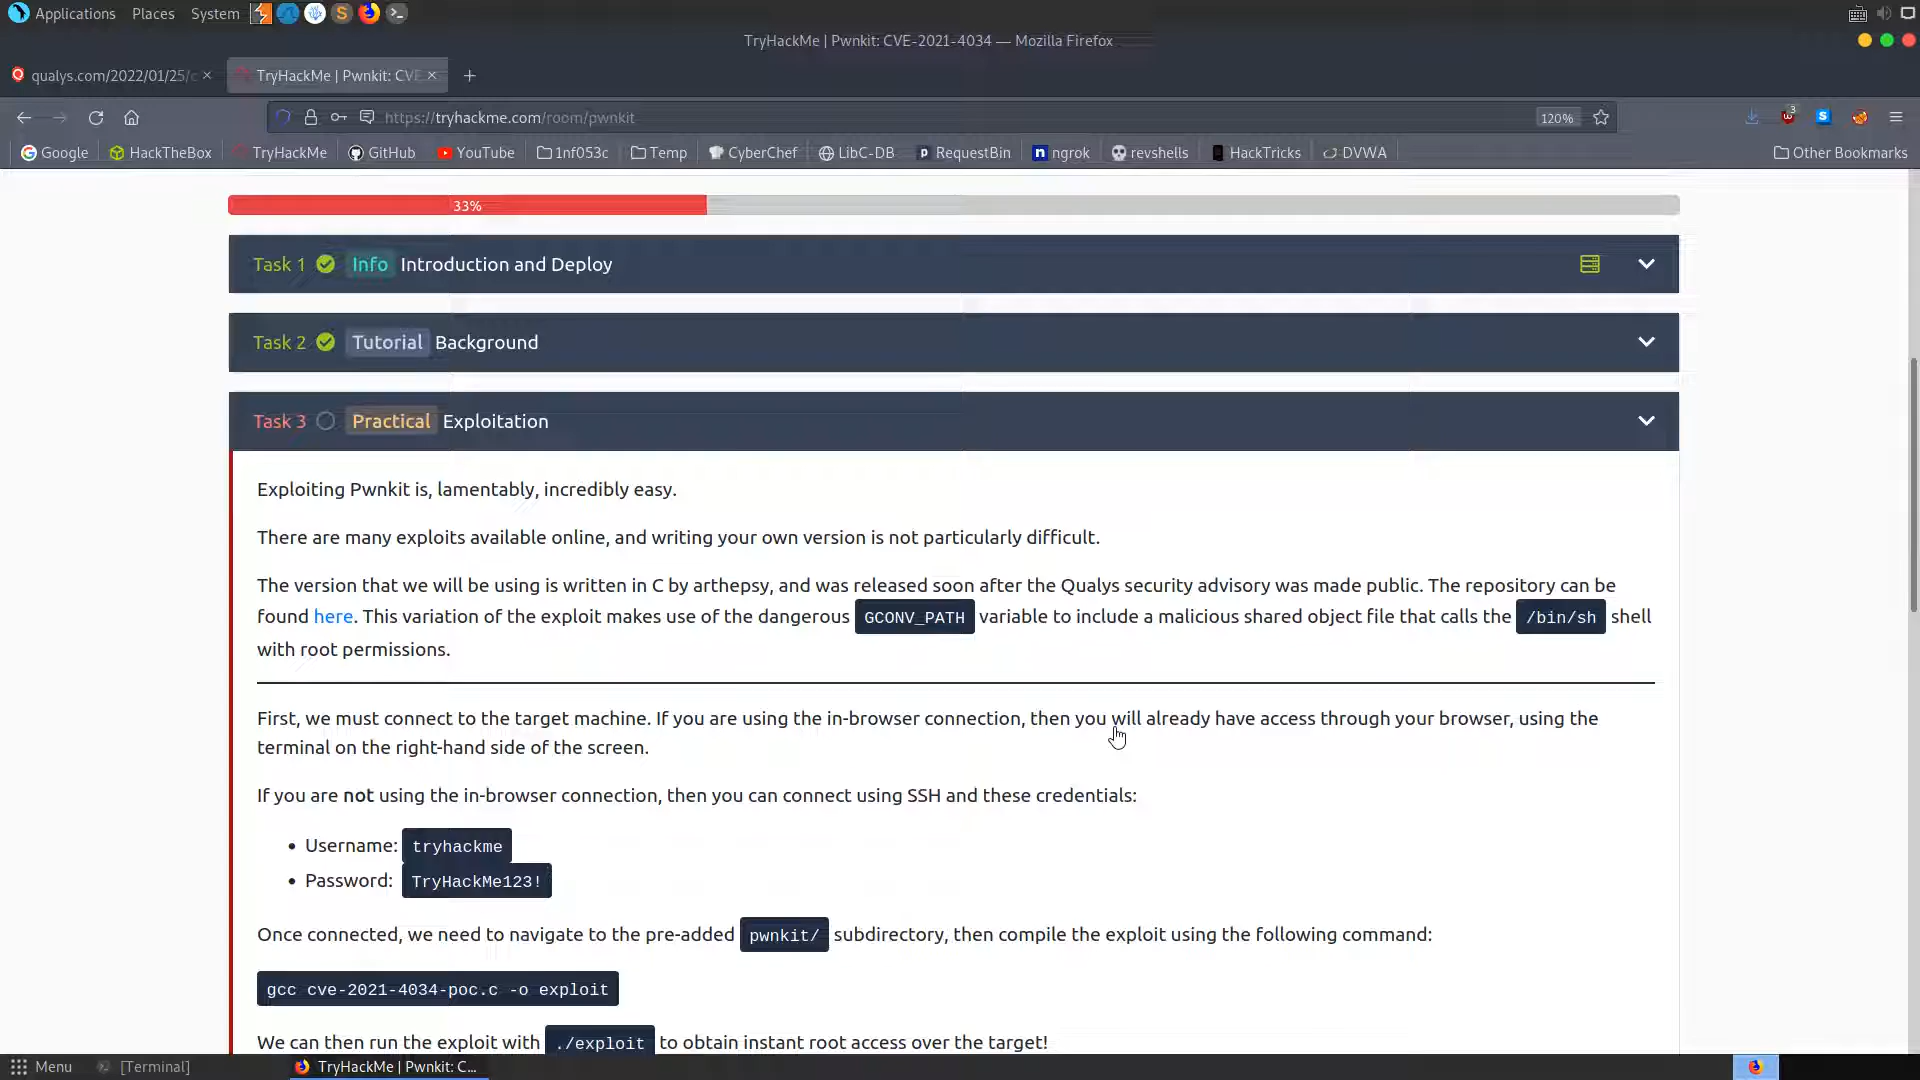 Applications Places System
TryHackMe | Pwnkit: CVE-2021-4034 — Mozilla Firefox
qualys.com/2022/01/25/c × TryHackMe | Pwnkit: CVE × +
https://tryhackme.com/room/pwnkit 120% 3
Google HackTheBox TryHackMe GitHub YouTube 1nf053c Temp CyberChef LibC-DB RequestBin ngrok revshells HackTricks DVWA Other Bookmarks
33%
Task 1 Info Introduction and Deploy
Task 2 Tutorial Background
Task 3 Practical Exploitation
Exploiting Pwnkit is, lamentably, incredibly easy.
There are many exploits available online, and writing your own version is not particularly difficult.
The version that we will be using is written in C by arthepsy, and was released soon after the Qualys security advisory was made public. The repository can be
found here. This variation of the exploit makes use of the dangerous GCONV_PATH variable to include a malicious shared object file that calls the /bin/sh shell
with root permissions.
First, we must connect to the target machine. If you are using the in-browser connection, then you will already have access through your browser, using the
terminal on the right-hand side of the screen.
If you are not using the in-browser connection, then you can connect using SSH and these credentials:
• Username: tryhackme
• Password: TryHackMe123!
Once connected, we need to navigate to the pre-added pwnkit/ subdirectory, then compile the exploit using the following command:
gcc cve-2021-4034-poc.c -o exploit
We can then run the exploit with ./exploit to obtain instant root access over the target!
Menu [Terminal] TryHackMe | Pwnkit: C...